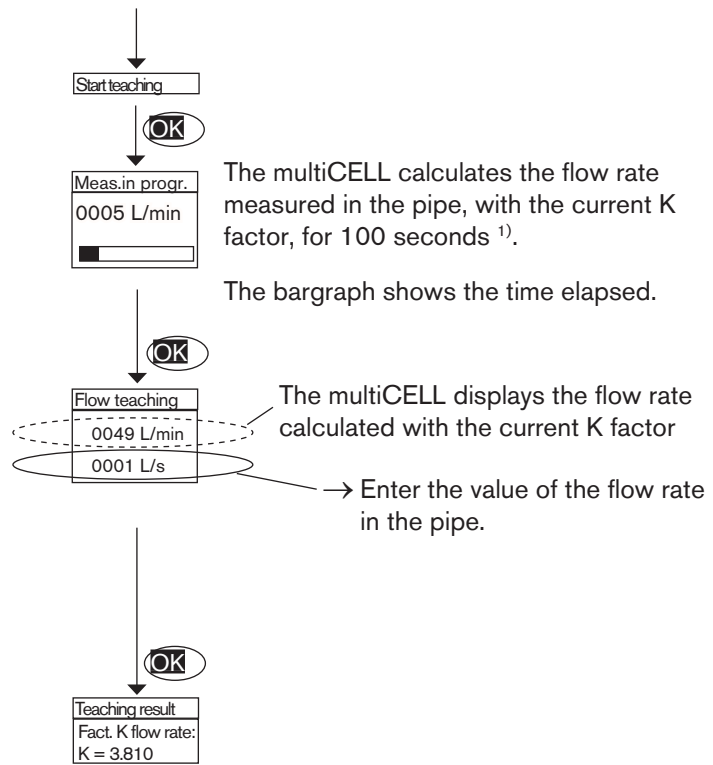 Start teaching
OK
Meas.in progr.
0005 L/min
The multiCELL calculates the flow rate
measured in the pipe, with the current K
factor, for 100 seconds 1).
The bargraph shows the time elapsed.
OK
Flow teaching
0049 L/min
0001 L/s
The multiCELL displays the flow rate
calculated with the current K factor
→ Enter the value of the flow rate
in the pipe.
OK
Teaching result
Fact. K flow rate:
K = 3.810